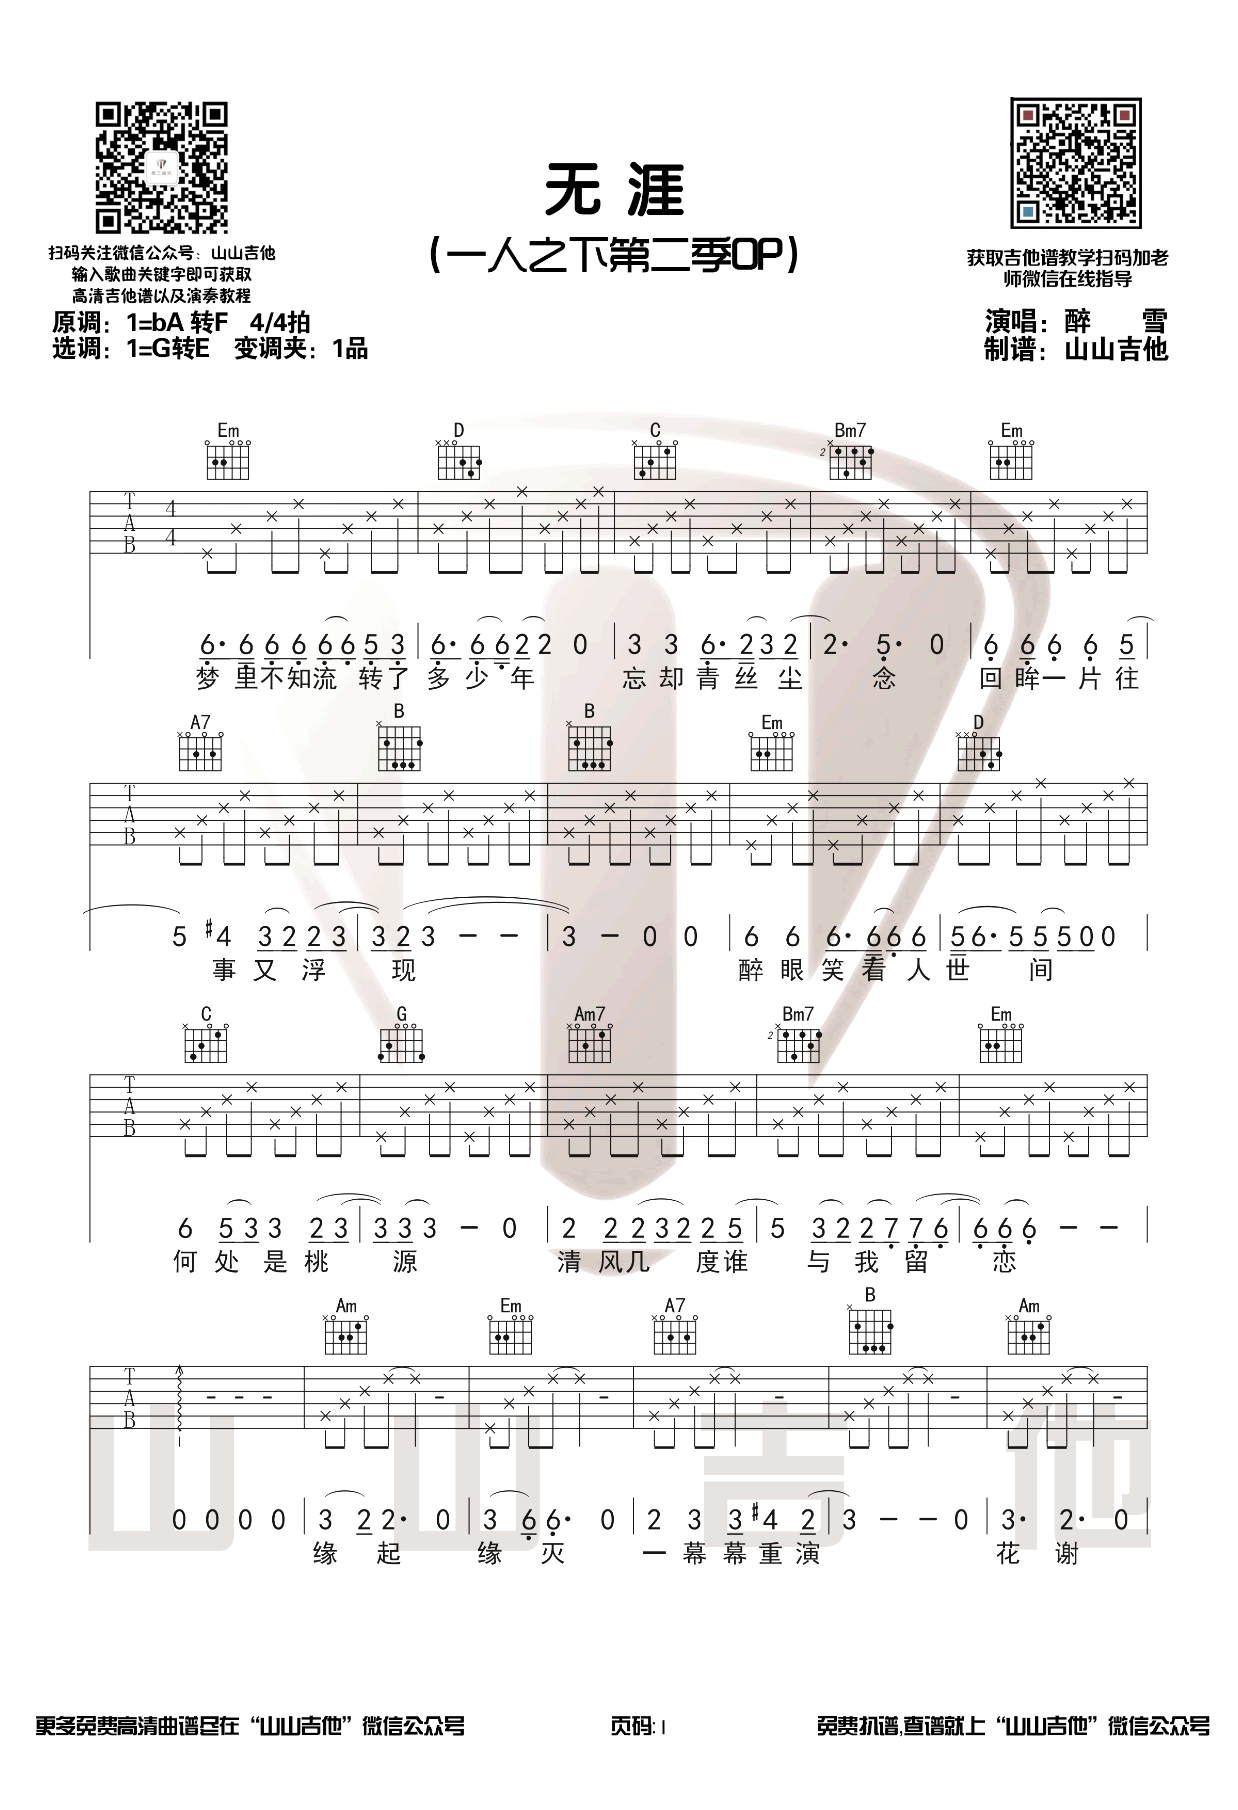 无 涯
(一人之下第二季OP)
扫码关注微信公众号：山山吉他
输入歌曲关键字即可获取
高清吉他谱以及演奏教程
原调：1=bA 转F 4/4拍
选调：1=G转E 变调夹：1品
获取吉他谱教学扫码加老
师微信在线指导
演唱：醉 雪
制谱：山山吉他
Em D C Bm7 Em
2
T A B 4 4
6· 6 6 6 6 6 5 3 | 6· 6 6 2 2 0 | 3 3 6· 2 3 2 | 2· 5· 0 | 6 6 6 6 5 |
梦 里 不 知 流 转 了 多 少 年 忘 却 青 丝 尘 念 回 眸 一 片 往
A7 B B Em D
T A B
5 #4 3 2 2 3 | 3 2 3 - - | 3 - 0 0 | 6 6 6· 6 6 6 | 5 6· 5 5 5 0 0 |
事 又 浮 现 醉 眼 笑 看 人 世 间
C G Am7 Bm7 Em
2
T A B
6 5 3 3 2 3 | 3 3 3 - 0 | 2 2 2 3 2 2 5 | 5 3 2 2 7 7 6 | 6 6 6 - - |
何 处 是 桃 源 清 风 几 度 谁 与 我 留 恋
Am Em A7 B Am
T A B
0 0 0 0 | 3 2 2· 0 | 3 6 6· 0 | 2 3 3 #4 2 | 3 - - 0 | 3· 2· 0
缘 起 缘 灭 一 幕 幕 重 演 花 谢
山 山 吉 他
更多免费高清曲谱尽在“山山吉他”微信公众号 页码: 1 免费扒谱,查谱就上“山山吉他”微信公众号